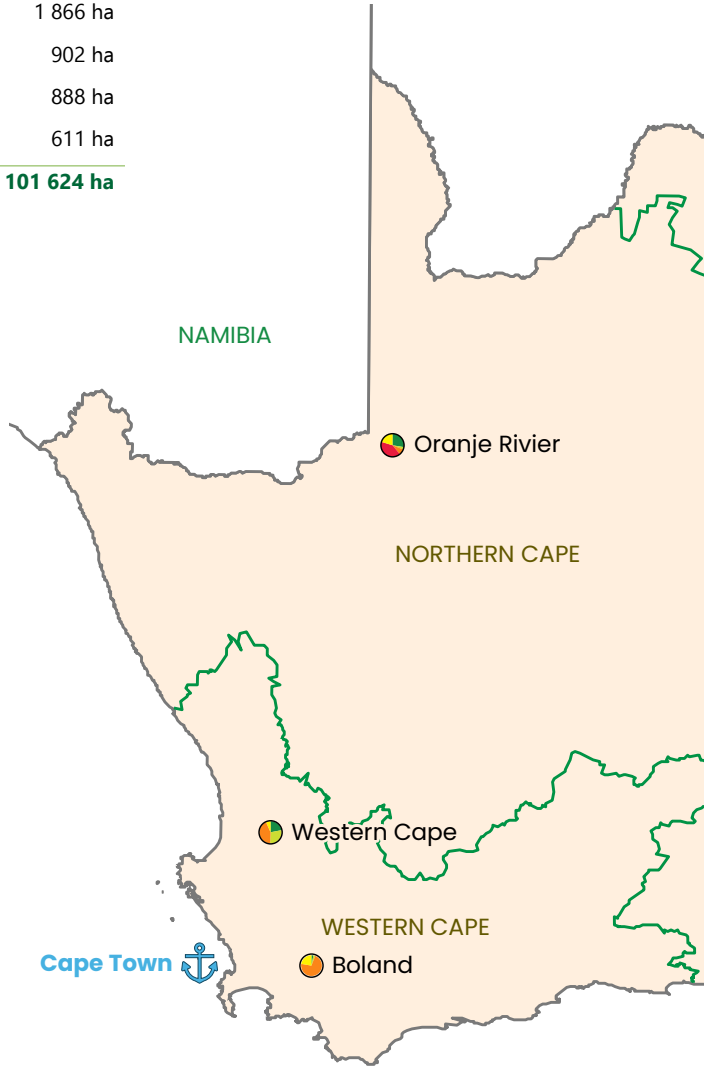 1 866 ha
902 ha
888 ha
611 ha
101 624 ha
NAMIBIA
Oranje Rivier
NORTHERN CAPE
Western Cape
WESTERN CAPE
Cape Town
Boland